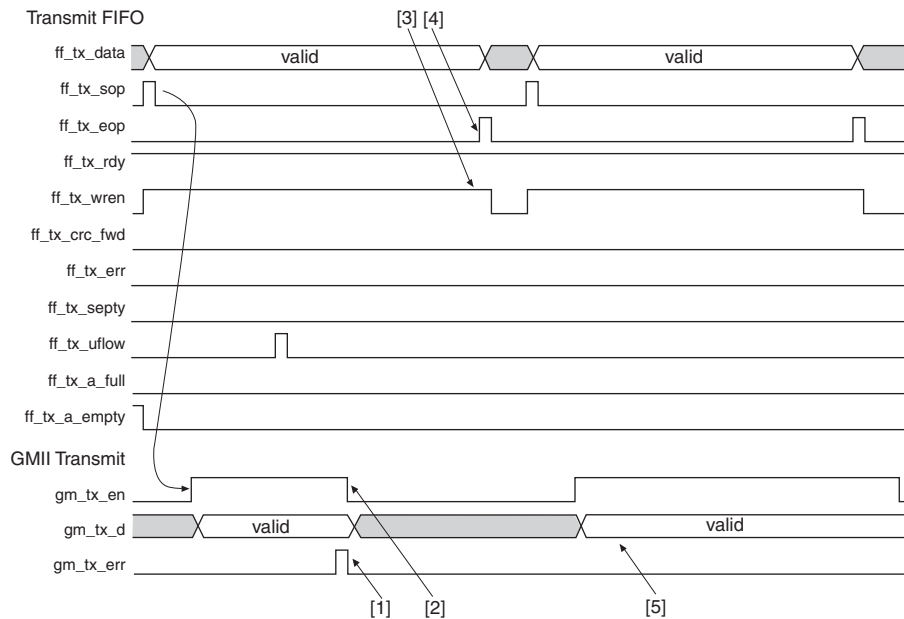 Transmit FIFO
[3] [4]
ff_tx_data valid valid
ff_tx_sop
ff_tx_eop
ff_tx_rdy
ff_tx_wren
ff_tx_crc_fwd
ff_tx_err
ff_tx_septy
ff_tx_uflow
ff_tx_a_full
ff_tx_a_empty
GMII Transmit
gm_tx_en
gm_tx_d valid valid
gm_tx_err
[1] [2] [5]